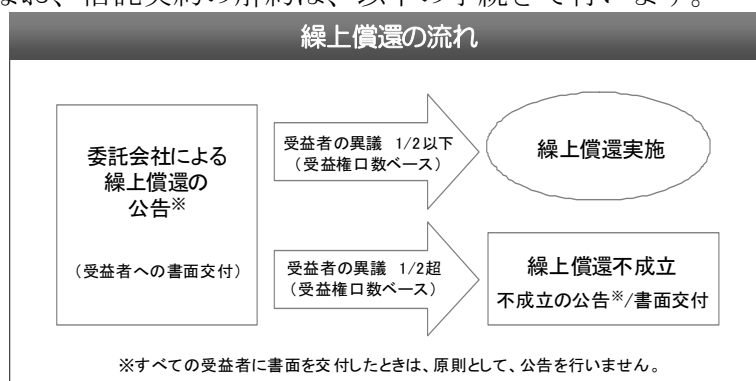 なお、信託契約の解約は、以下の手続きで行います。
繰上償還の流れ
委託会社による
繰上償還の
公告※
（受益者への書面交付）
受益者の異議 1/2以下
（受益権口数ベース）
繰上償還実施
受益者の異議 1/2超
（受益権口数ベース）
繰上償還不成立
不成立の公告※/書面交付
※すべての受益者に書面を交付したときは、原則として、公告を行いません。